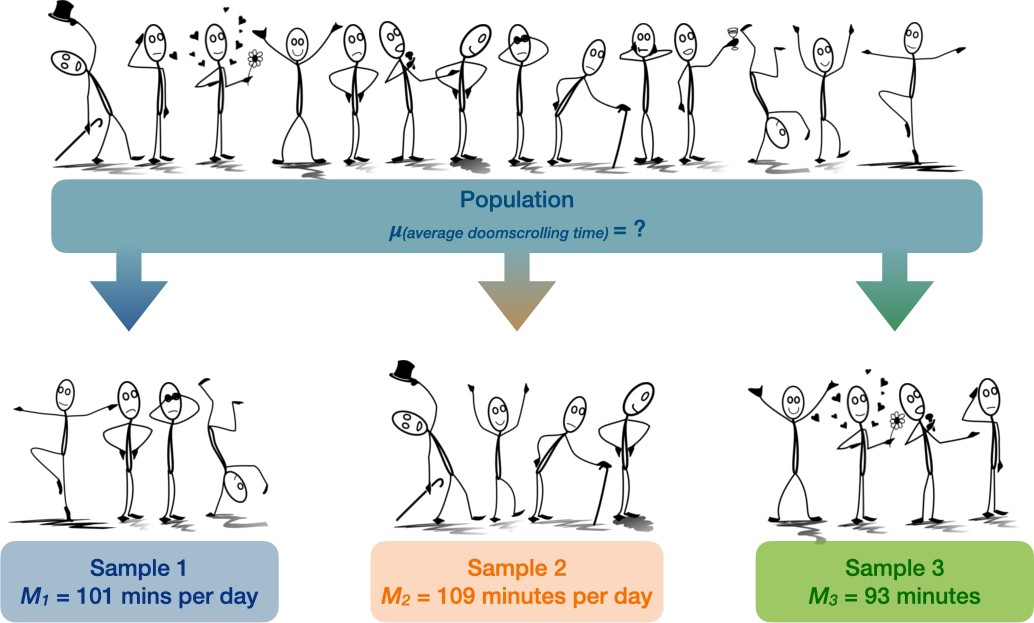 Population
μ(average doomscrolling time) = ?
Sample 1
M1 = 101 mins per day
Sample 2
M2 = 109 minutes per day
Sample 3
M3 = 93 minutes